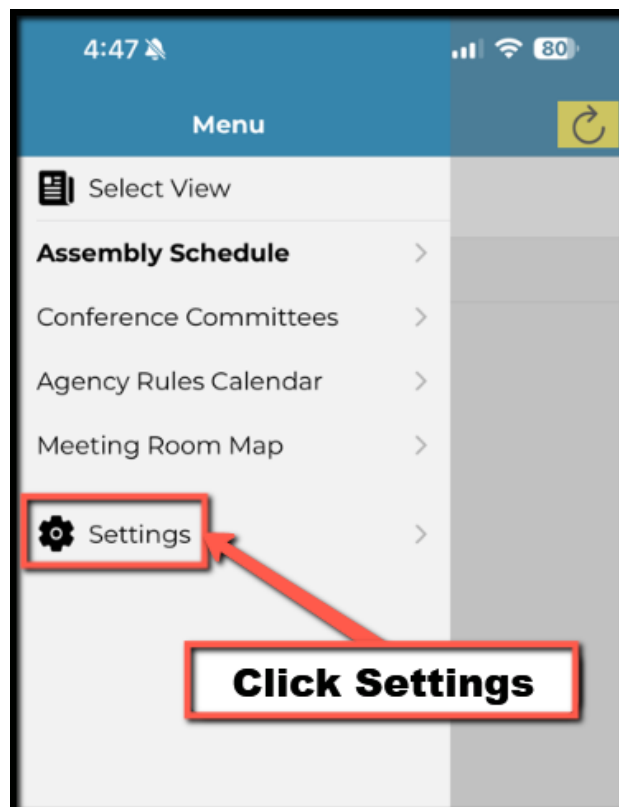 4:47
80
Menu
Select View
Assembly Schedule
Conference Committees
Agency Rules Calendar
Meeting Room Map
Settings
Click Settings